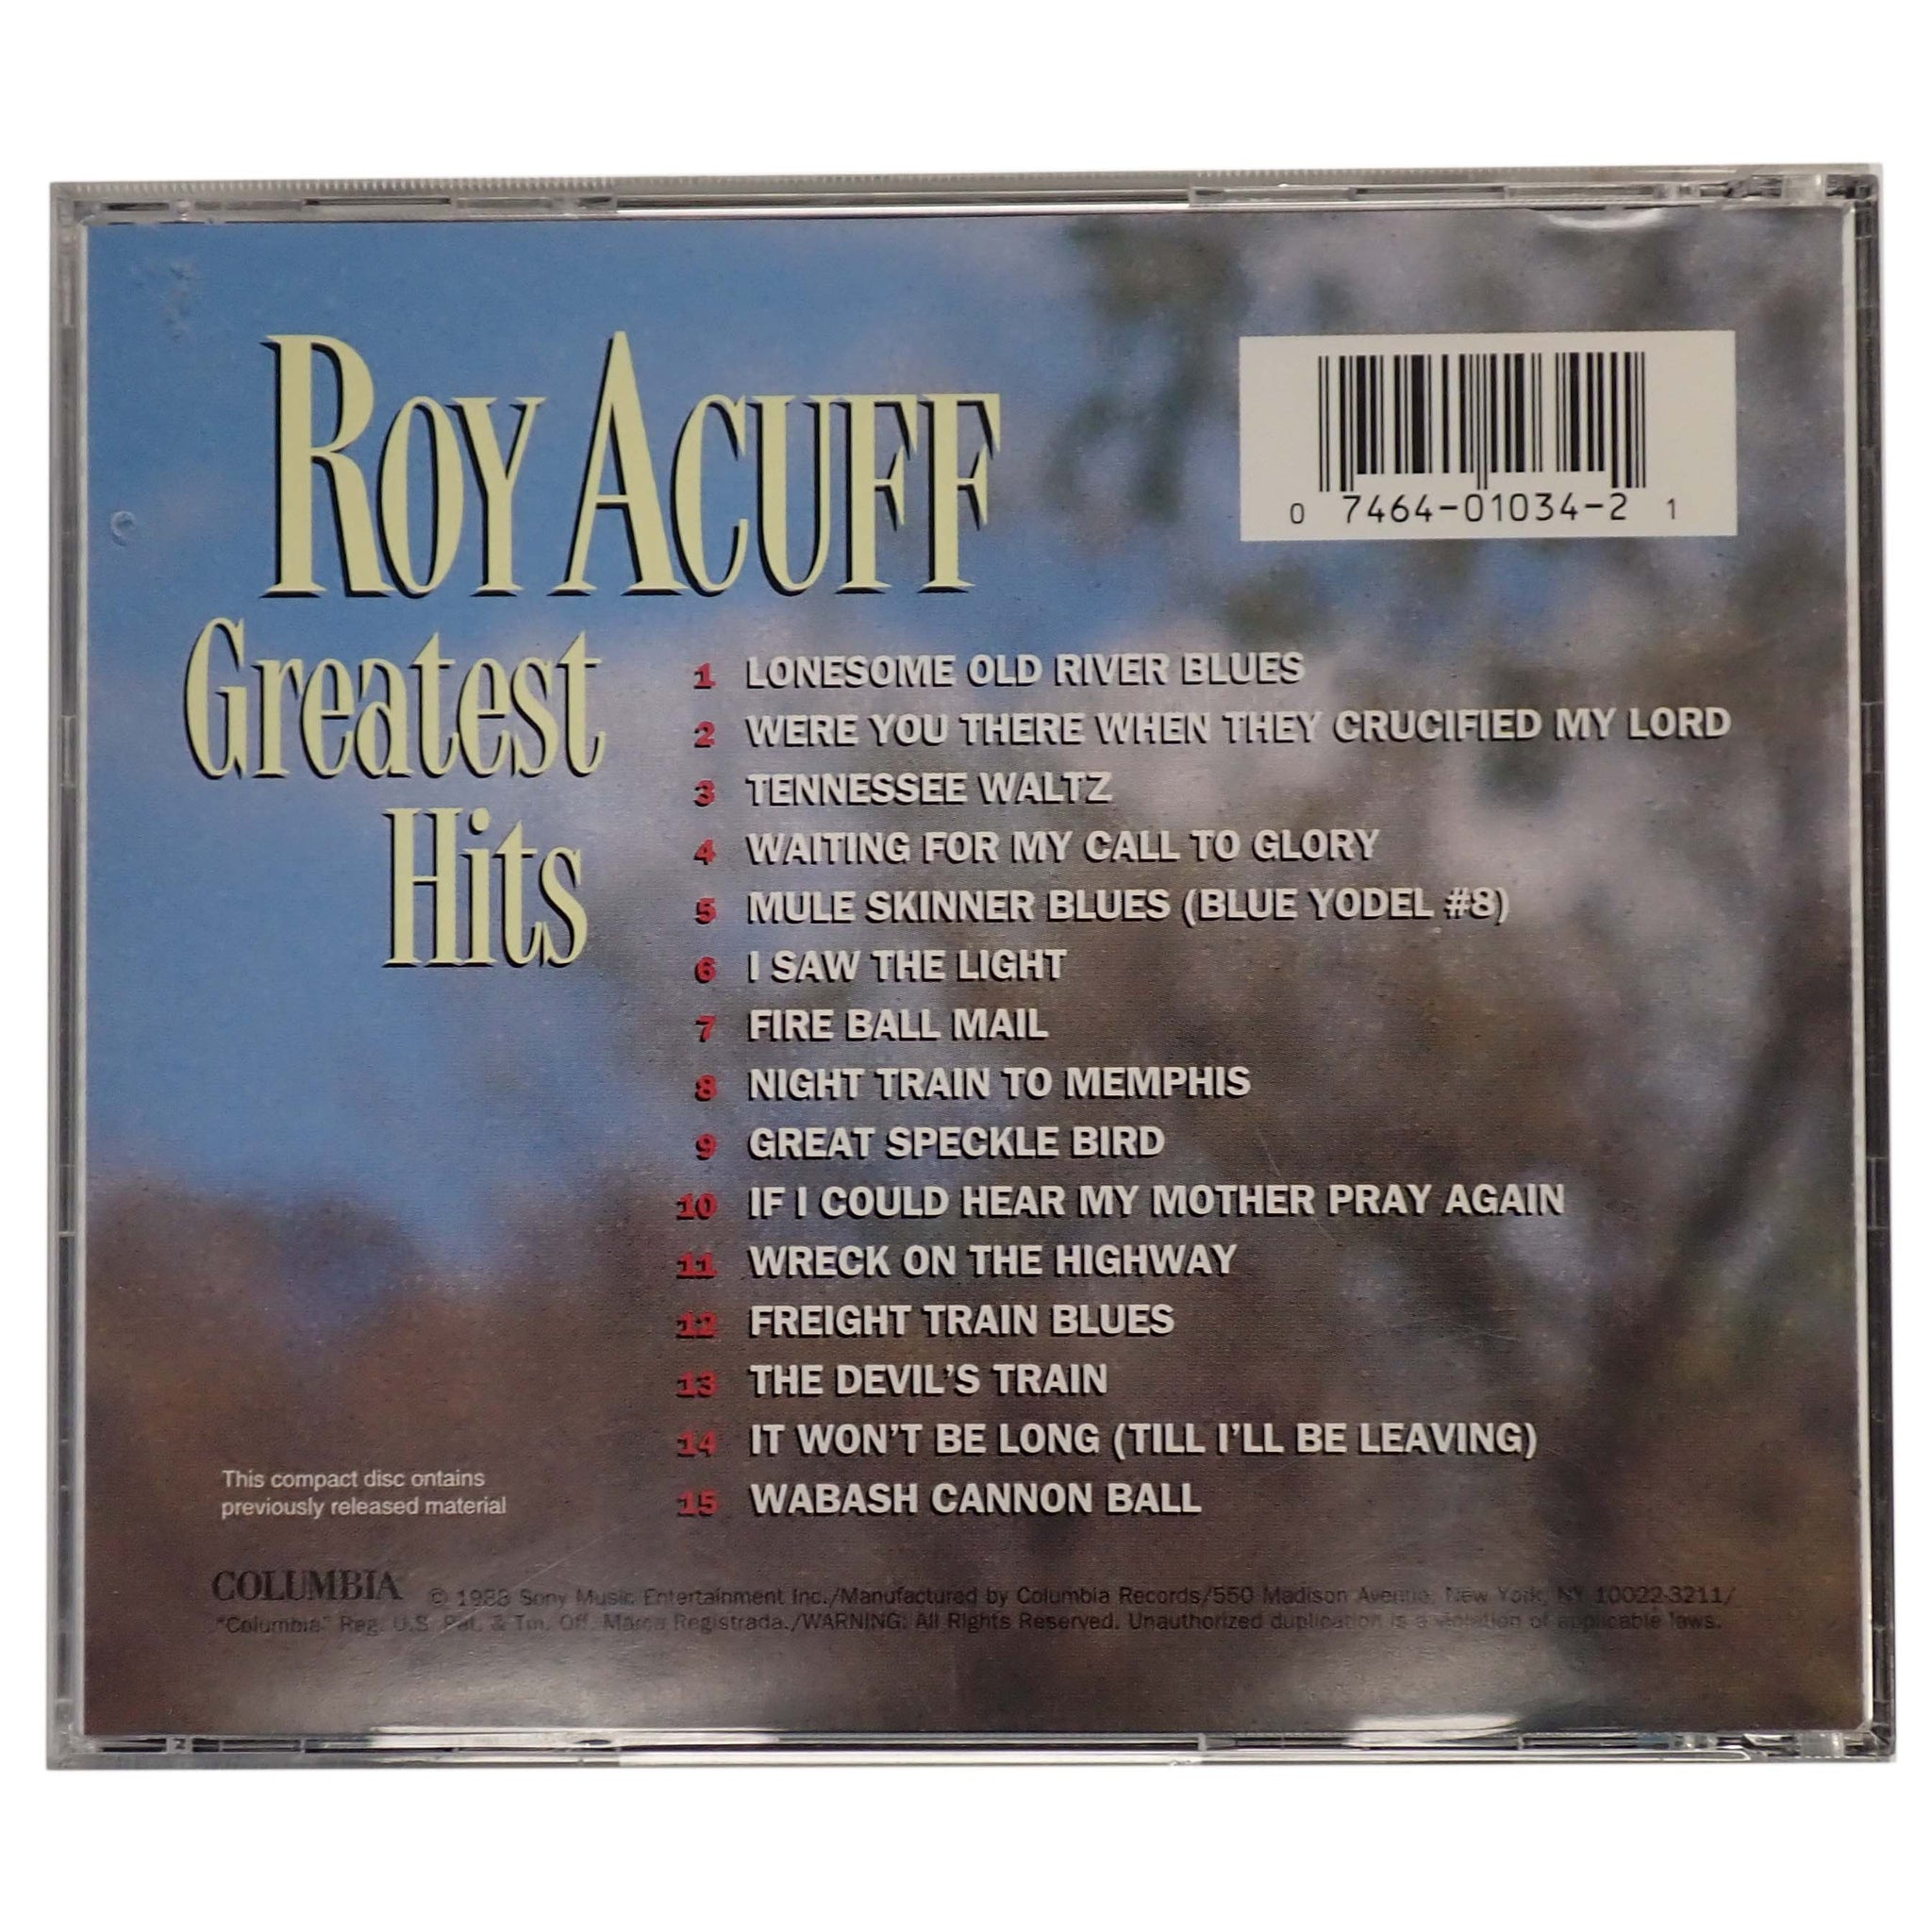 ROY ACUFF
Greatest
Hits
0 7464-01034-2 1
1 LONESOME OLD RIVER BLUES
2 WERE YOU THERE WHEN THEY CRUCIFIED MY LORD
3 TENNESSEE WALTZ
4 WAITING FOR MY CALL TO GLORY
5 MULE SKINNER BLUES (BLUE YODEL #8)
6 I SAW THE LIGHT
7 FIRE BALL MAIL
8 NIGHT TRAIN TO MEMPHIS
9 GREAT SPECKLE BIRD
10 IF I COULD HEAR MY MOTHER PRAY AGAIN
11 WRECK ON THE HIGHWAY
12 FREIGHT TRAIN BLUES
13 THE DEVIL'S TRAIN
14 IT WON'T BE LONG (TILL I'LL BE LEAVING)
15 WABASH CANNON BALL
This compact disc ontains
previously released material
COLUMBIA © 1988 Sony Music Entertainment Inc./Manufactured by Columbia Records/550 Madison Avenue, New York, NY 10022-3211/
"Columbia" Reg. U.S. Pat. & Tm. Off. Marca Registrada./WARNING: All Rights Reserved. Unauthorized duplication is a violation of applicable laws.